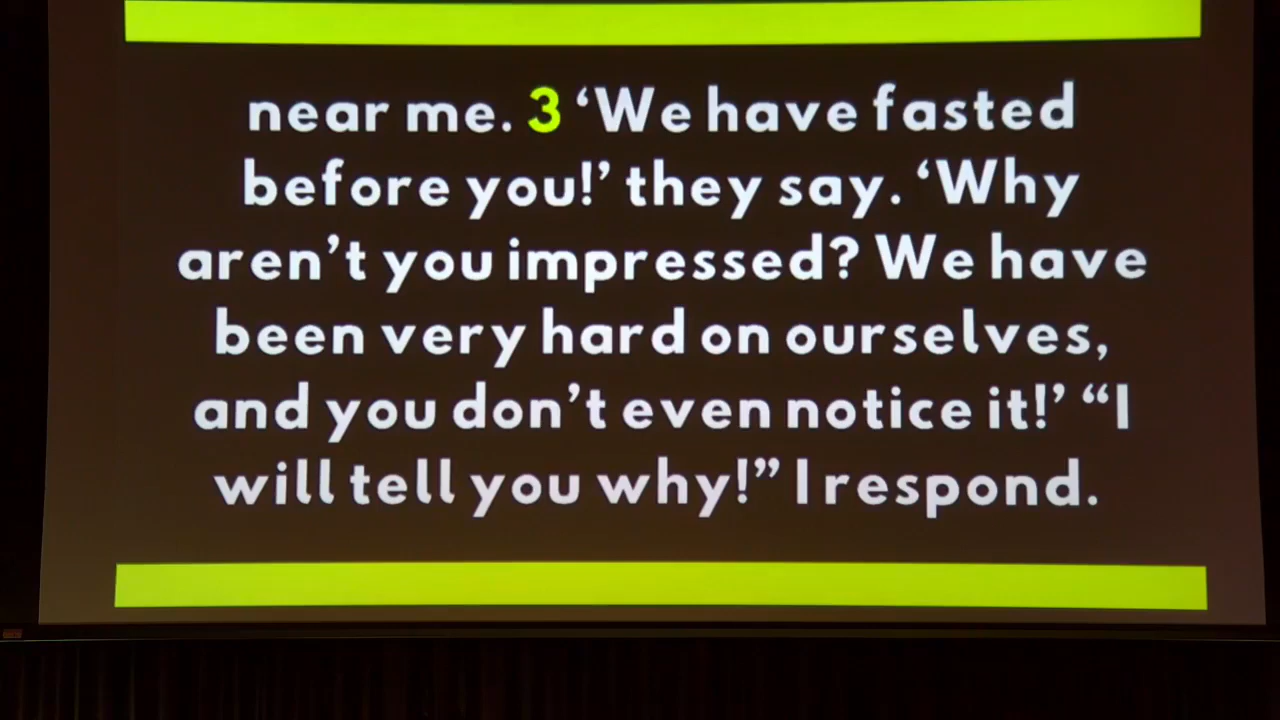 near me. 3 ‘We have fasted
before you!’ they say. ‘Why
aren’t you impressed? We have
been very hard on ourselves,
and you don’t even notice it!’ “I
will tell you why!” I respond.